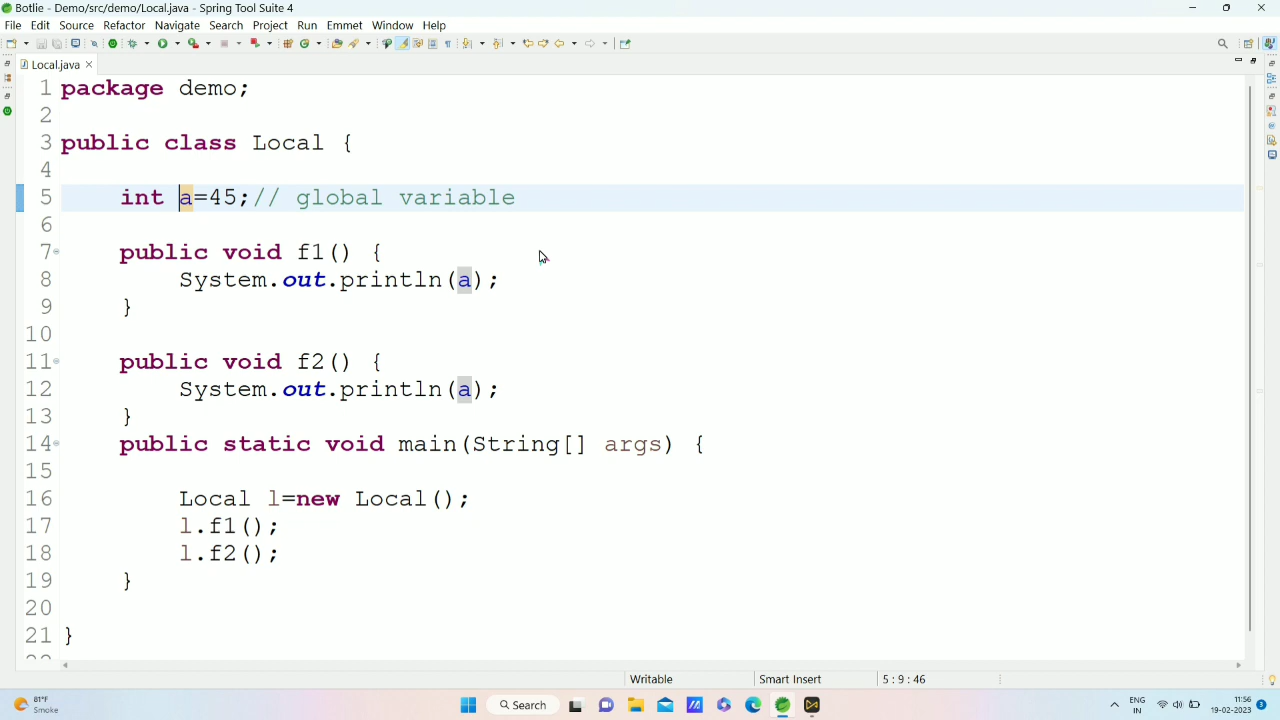 Botlie - Demo/src/demo/Local.java - Spring Tool Suite 4
File Edit Source Refactor Navigate Search Project Run Emmet Window Help
Local.java
1 package demo;
2
3 public class Local {
4
5 int a=45;// global variable
6
7 public void f1() {
8 System.out.println(a);
9 }
10
11 public void f2() {
12 System.out.println(a);
13 }
14 public static void main(String[] args) {
15
16 Local l=new Local();
17 l.f1();
18 l.f2();
19 }
20
21 }
22
Writable Smart Insert 5 : 9 : 46
81°F
Smoke
Search
ENG
IN
11:56
19-02-2023
3